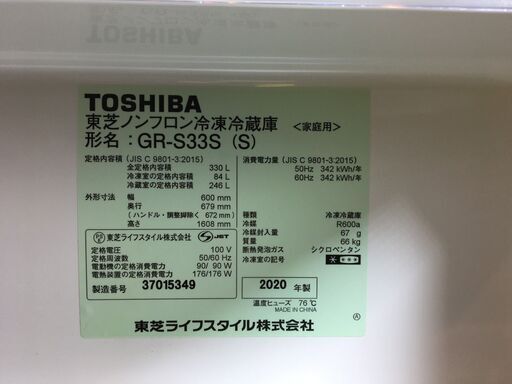 TOSHIBA
東芝ノンフロン冷凍冷蔵庫 <家庭用>
形名:GR-S33S (S)
定格内容積 (JIS C 9801-3:2015)
全定格内容積 330 L
冷凍室の定格内容積 84 L
冷蔵室の定格内容積 246 L
外形寸法 幅 600 mm
奥行 679 mm
(ハンドル・調整脚除く 672 mm)
高さ 1608 mm
東芝ライフスタイル株式会社 S JET
定格電圧 100 V
定格周波数 50/60 Hz
電動機の定格消費電力 90/ 90 W
電熱装置の定格消費電力 176/176 W
製造番号 37015349
消費電力量 (JIS C 9801-3:2015)
50Hz 342 kWh/年
60Hz 342 kWh/年
種類 冷凍冷蔵庫
冷媒 R600a
冷媒封入量 67 g
質量 66 kg
断熱発泡ガス シクロペンタン
冷凍室の記号 * ***
2020 年製
温度ヒューズ 76℃
MADE IN CHINA
東芝ライフスタイル株式会社 Ⓐ